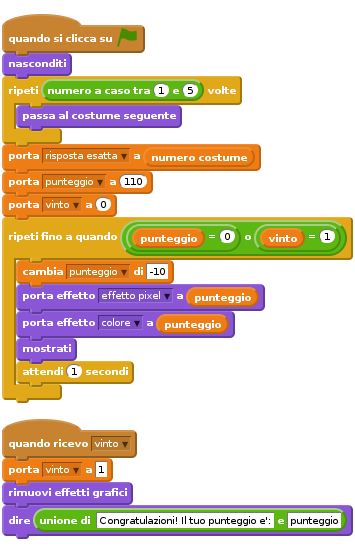 quando si clicca su
nasconditi
ripeti numero a caso tra 1 e 5 volte
passa al costume seguente
porta risposta esatta a numero costume
porta punteggio a 110
porta vinto a 0
ripeti fino a quando punteggio = 0 o vinto = 1
cambia punteggio di -10
porta effetto effetto pixel a punteggio
porta effetto colore a punteggio
mostrati
attendi 1 secondi
quando ricevo vinto
porta vinto a 1
rimuovi effetti grafici
dire unione di Congratulazioni! Il tuo punteggio e': e punteggio